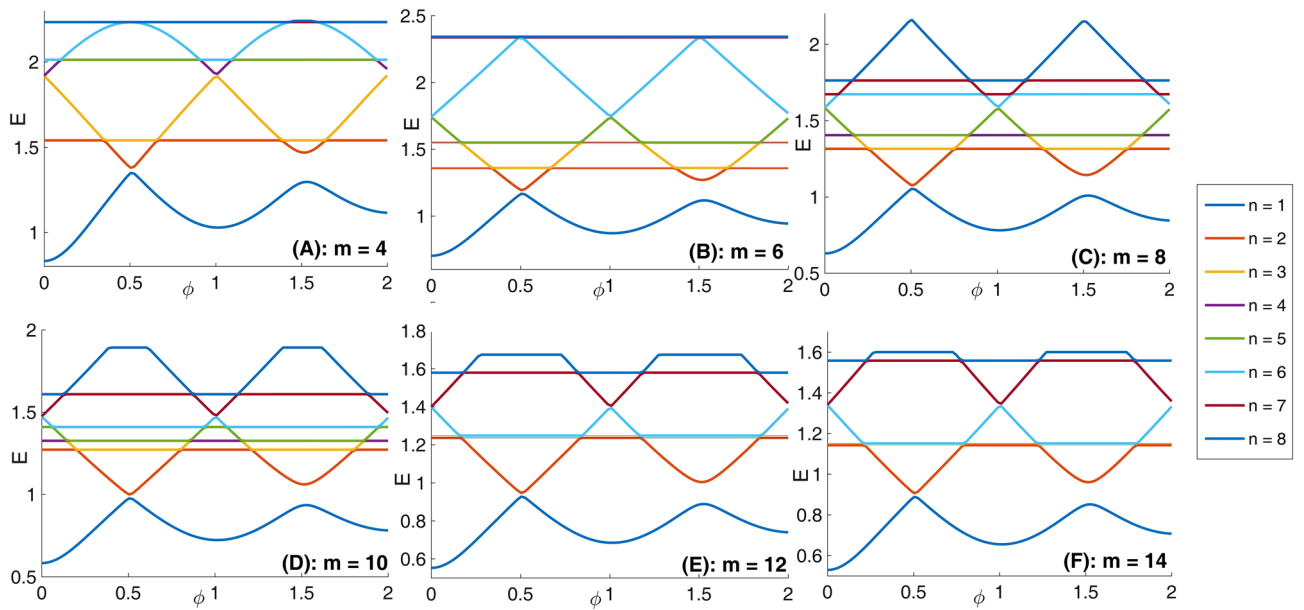 2
1.5
1
E
0
0.5
1
1.5
2
ϕ
(A): m = 4
2.5
2
1.5
1
E
0
0.5
1
1.5
2
ϕ
(B): m = 6
2
1.5
1
0.5
E
0
0.5
1
1.5
2
ϕ
(C): m = 8
2
1.5
1
0.5
E
0
0.5
1
1.5
2
ϕ
(D): m = 10
1.8
1.6
1.4
1.2
1
0.8
0.6
E
0
0.5
1
1.5
2
ϕ
(E): m = 12
1.6
1.4
1.2
1
0.8
0.6
E
0
0.5
1
1.5
2
ϕ
(F): m = 14
n = 1
n = 2
n = 3
n = 4
n = 5
n = 6
n = 7
n = 8